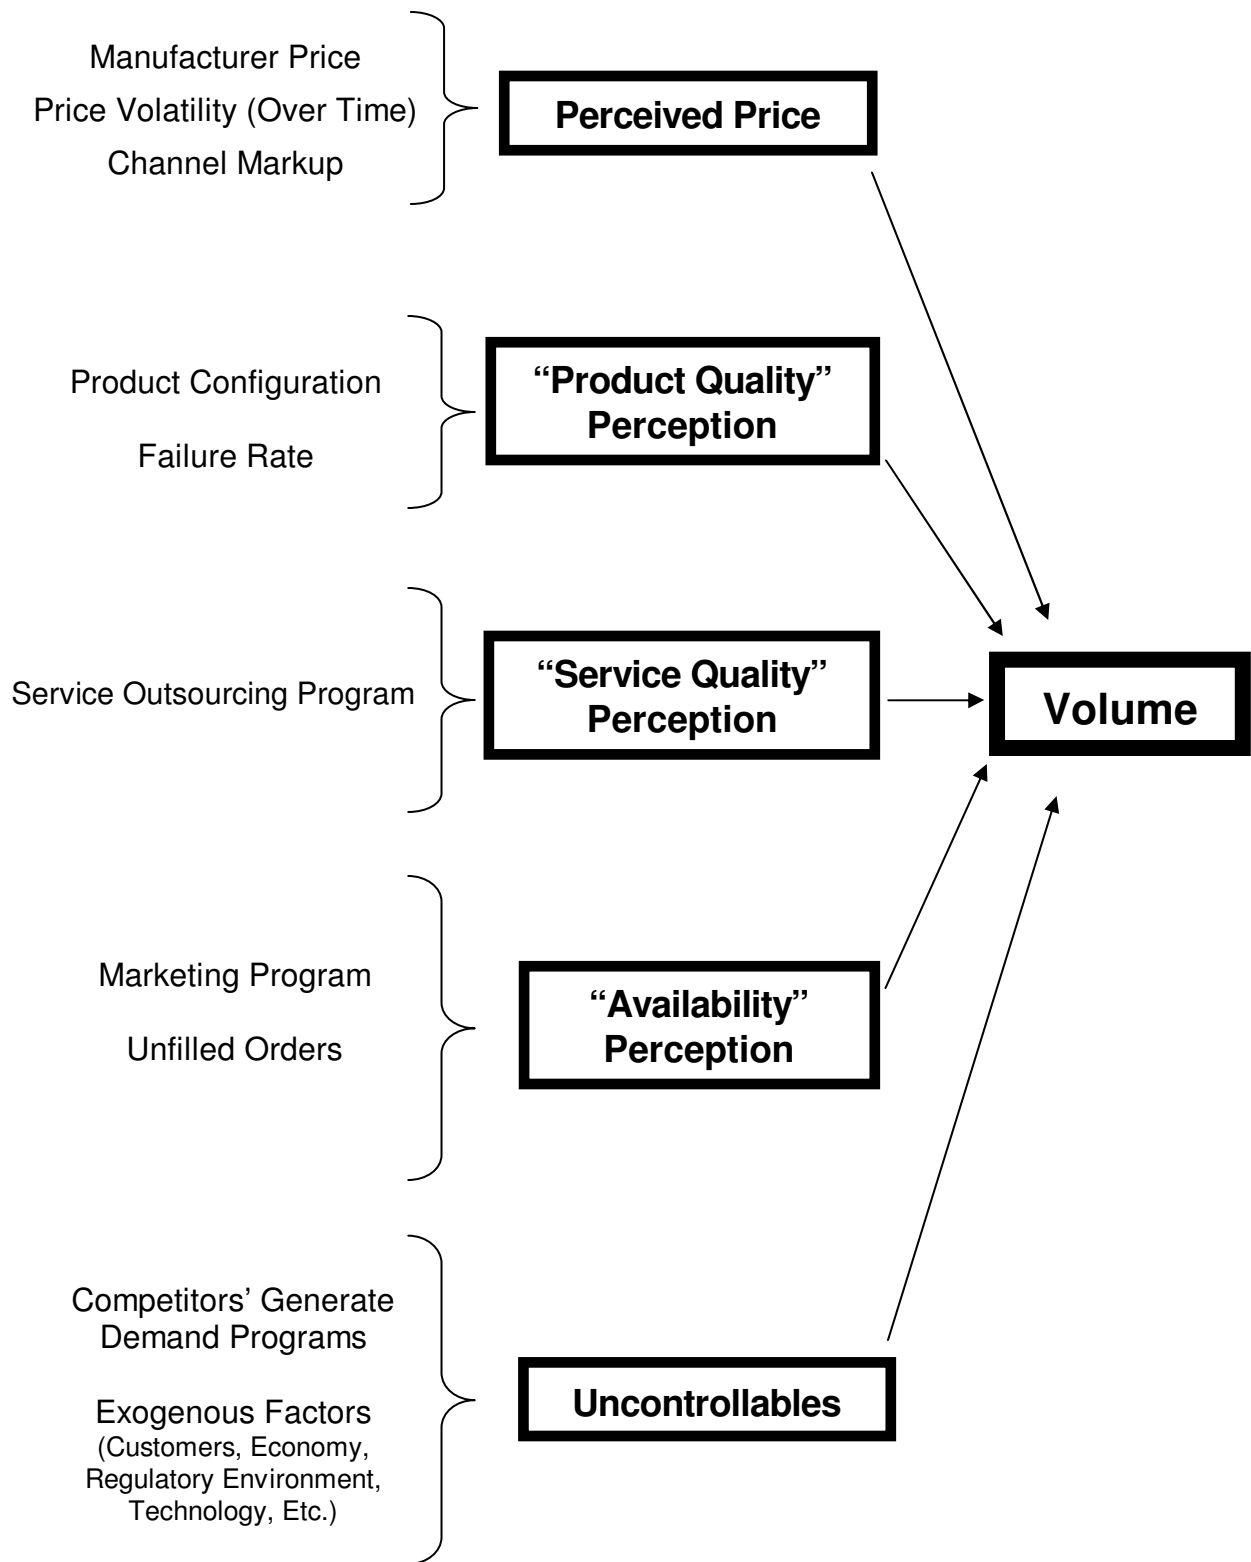 Manufacturer Price
Price Volatility (Over Time)
Channel Markup
Perceived Price
Product Configuration
Failure Rate
“Product Quality”
Perception
Service Outsourcing Program
“Service Quality”
Perception
Volume
Marketing Program
Unfilled Orders
“Availability”
Perception
Competitors’ Generate
Demand Programs
Exogenous Factors
(Customers, Economy,
Regulatory Environment,
Technology, Etc.)
Uncontrollables